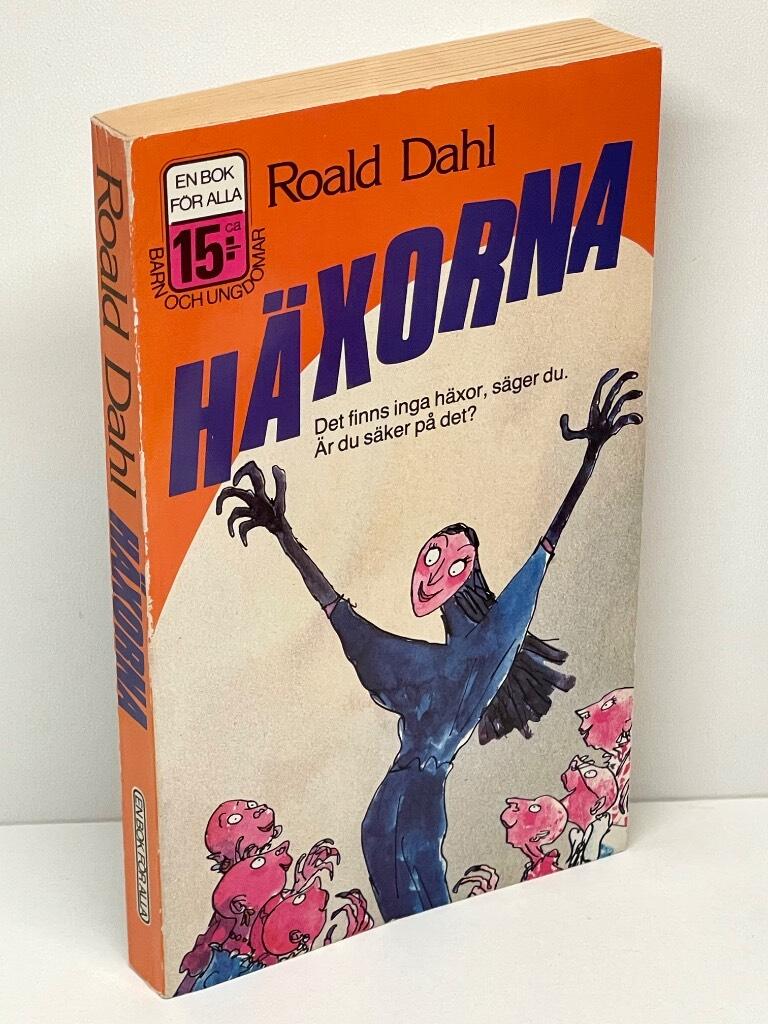 EN BOK
FÖR ALLA
ca
15:-
BARN OCH UNGDOMAR
Roald Dahl
HÄXORNA
Det finns inga häxor, säger du.
Är du säker på det?
Roald Dahl HÄXORNA
EN BOK FÖR ALLA